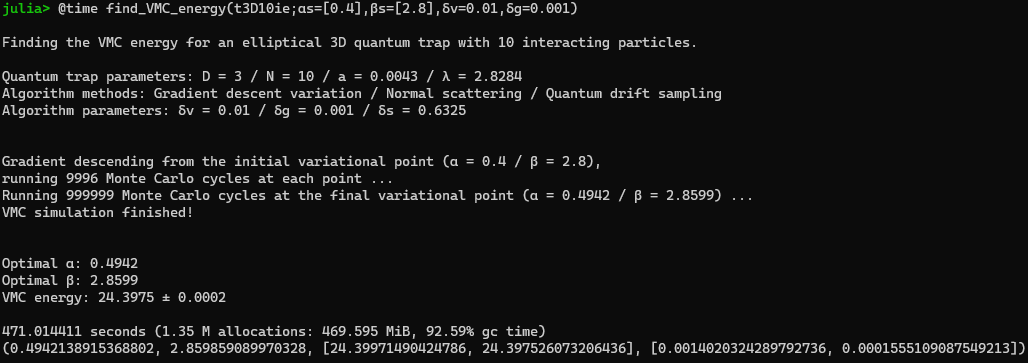 julia> @time find_VMC_energy(t3D10ie;αs=[0.4],βs=[2.8],δv=0.01,δg=0.001)
Finding the VMC energy for an elliptical 3D quantum trap with 10 interacting particles.
Quantum trap parameters: D = 3 / N = 10 / a = 0.0043 / λ = 2.8284
Algorithm methods: Gradient descent variation / Normal scattering / Quantum drift sampling
Algorithm parameters: δv = 0.01 / δg = 0.001 / δs = 0.6325
Gradient descending from the initial variational point (α = 0.4 / β = 2.8),
running 9996 Monte Carlo cycles at each point ...
Running 999999 Monte Carlo cycles at the final variational point (α = 0.4942 / β = 2.8599) ...
VMC simulation finished!
Optimal α: 0.4942
Optimal β: 2.8599
VMC energy: 24.3975 ± 0.0002
471.014411 seconds (1.35 M allocations: 469.595 MiB, 92.59% gc time)
(0.4942138915368802, 2.859859089970328, [24.39971490424786, 24.397526073206436], [0.0014020324289792736, 0.0001555109087549213])